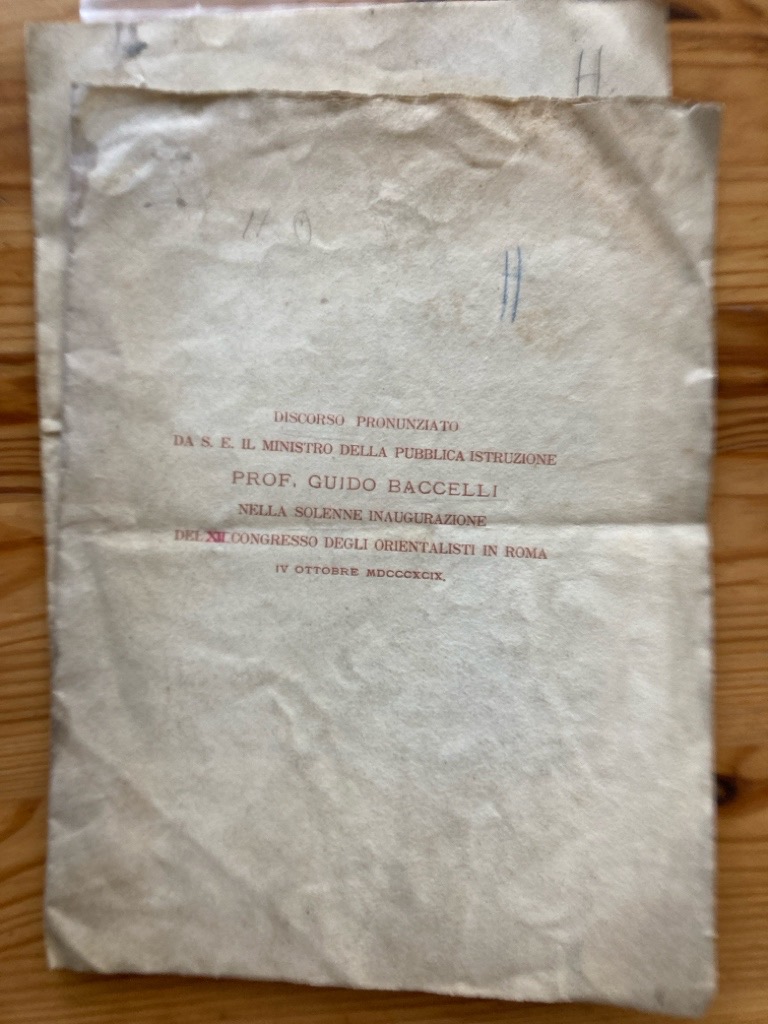 H
H
DISCORSO PRONUNZIATO
DA S. E. IL MINISTRO DELLA PUBBLICA ISTRUZIONE
PROF. GUIDO BACCELLI
NELLA SOLENNE INAUGURAZIONE
DEL XII CONGRESSO DEGLI ORIENTALISTI IN ROMA
IV OTTOBRE MDCCCXCIX.